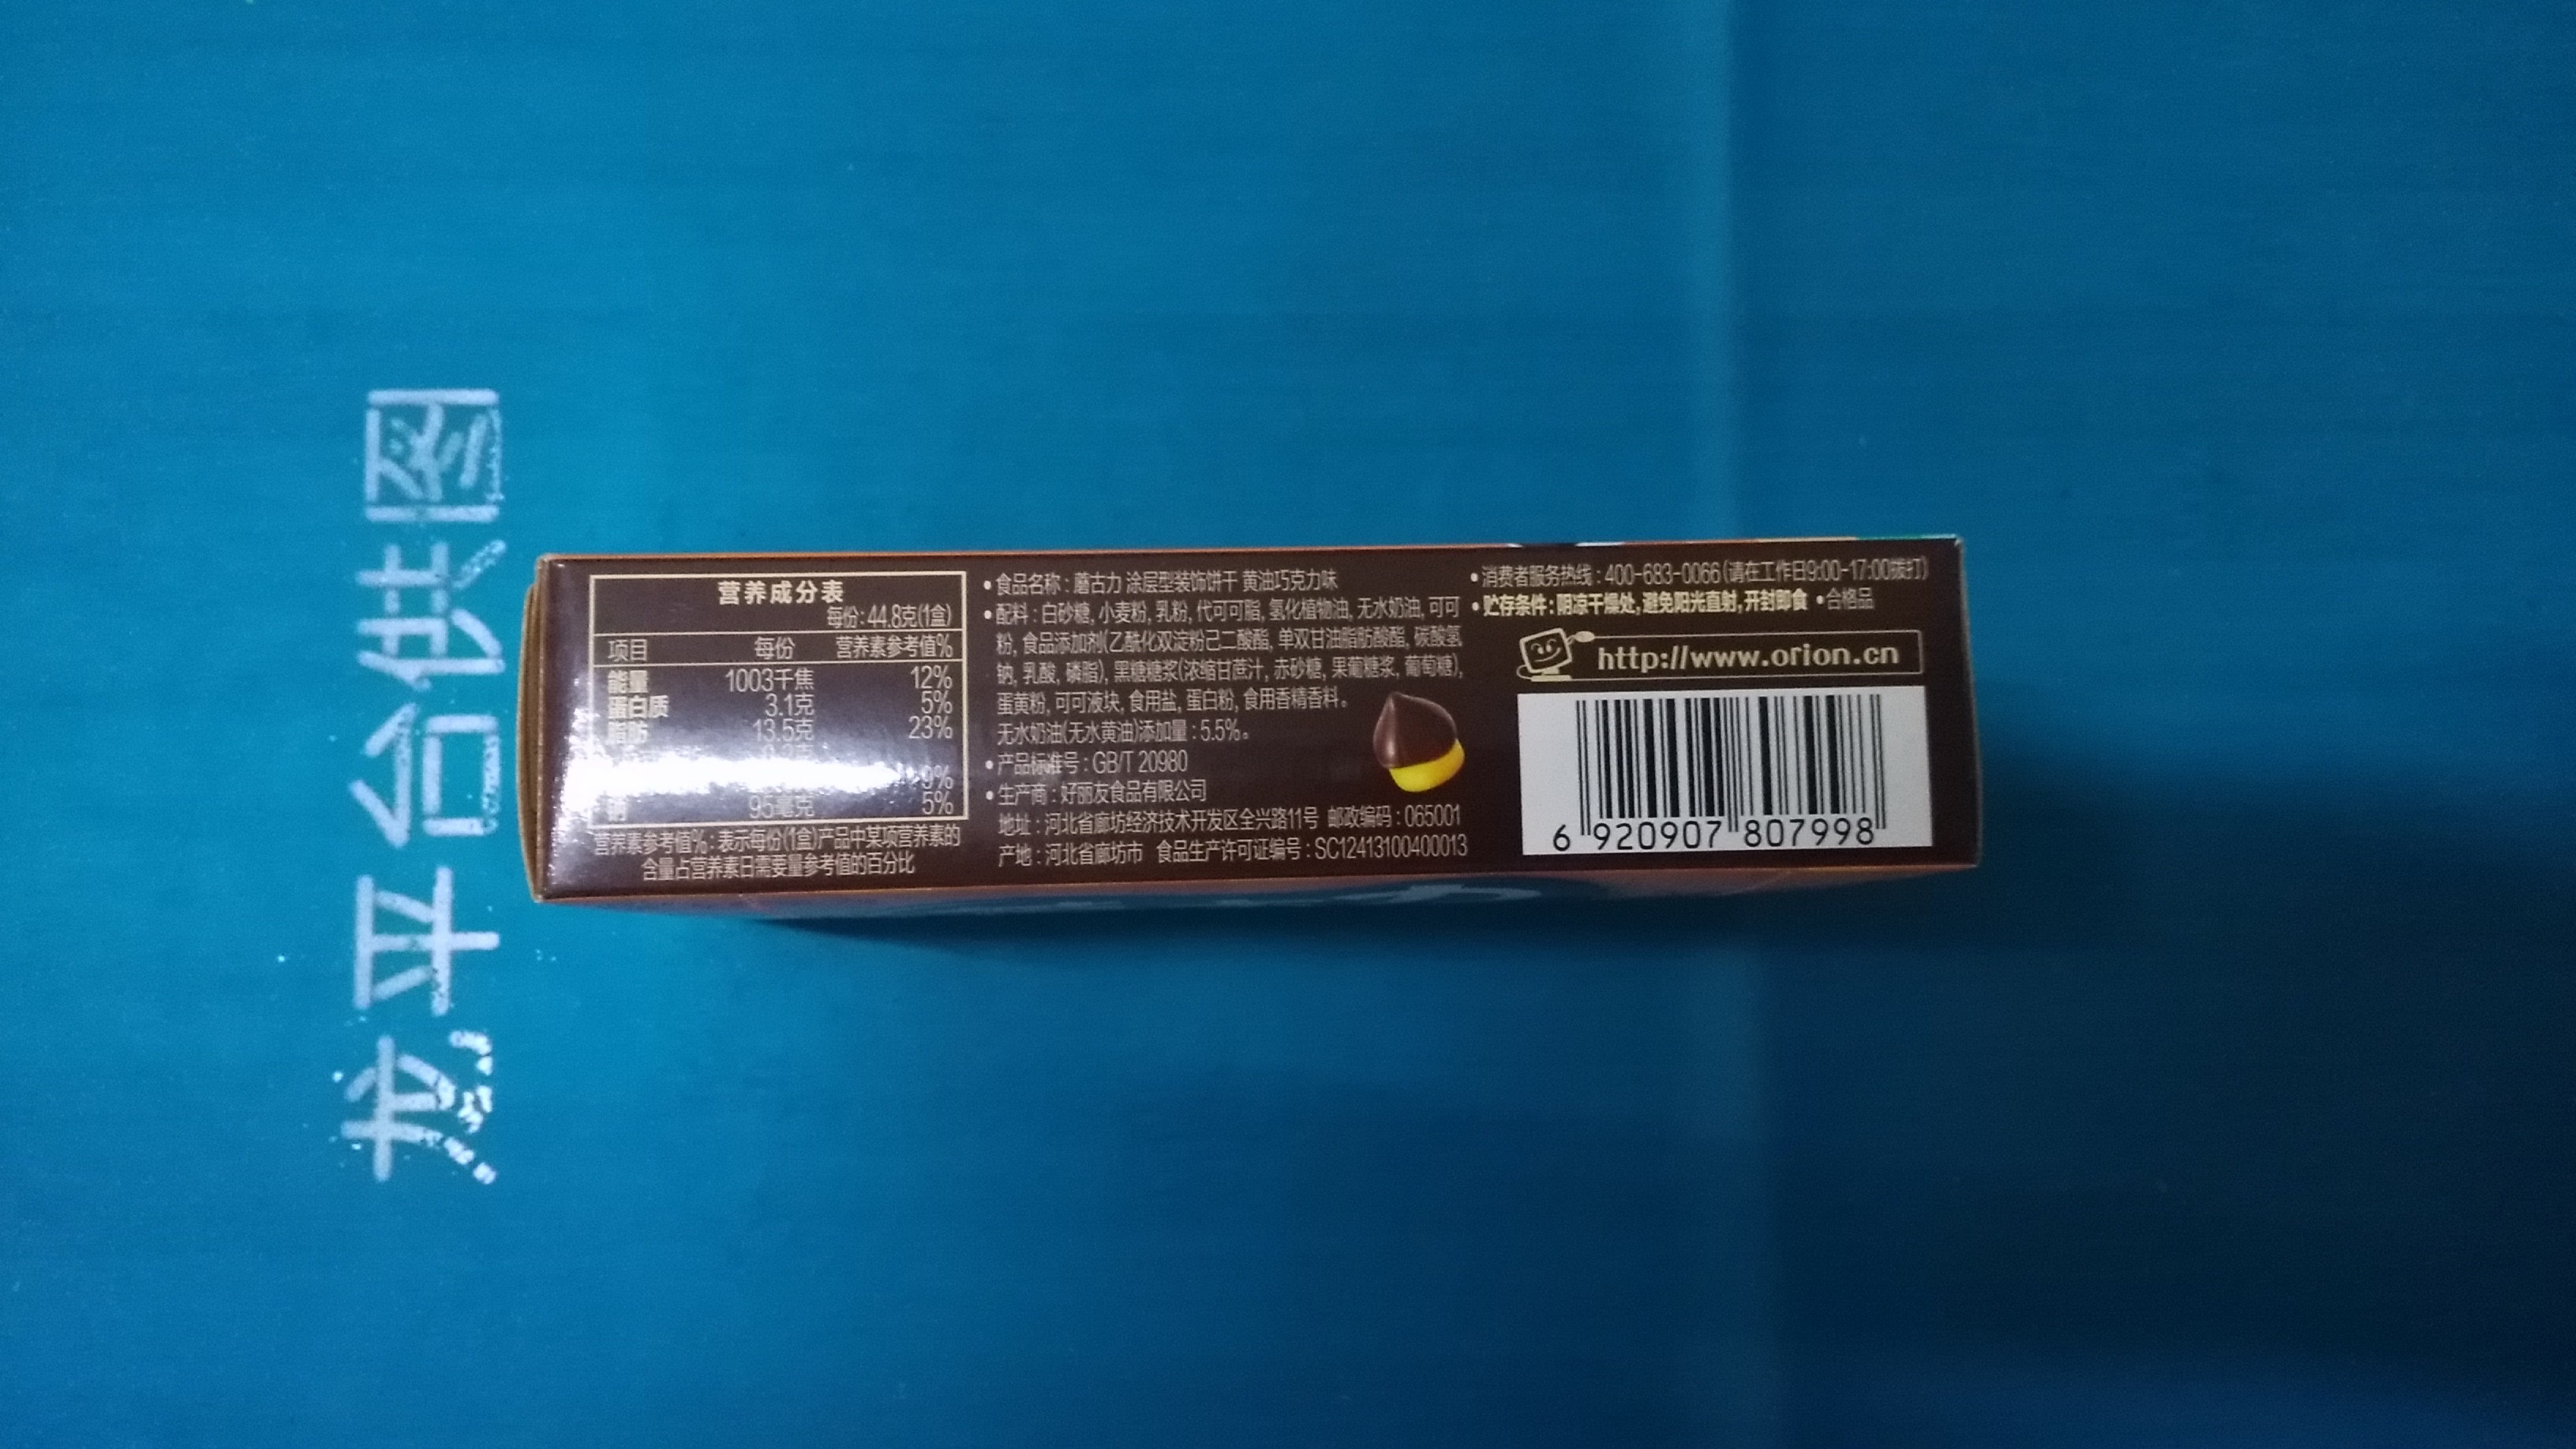 龙平台供图
营养成分表
每份:44.8克(1盒)
项目 每份 营养素参考值%
能量 1003千焦 12%
蛋白质 3.1克 5%
脂肪 13.5克 23%
9%
钠 95毫克 5%
营养素参考值%:表示每份(1盒)产品中某项营养素的
含量占营养素日需要量参考值的百分比
•食品名称:蘑古力 涂层型装饰饼干 黄油巧克力味
•配料:白砂糖, 小麦粉, 乳粉, 代可可脂, 氢化植物油, 无水奶油, 可可
粉, 食品添加剂(乙酰化双淀粉己二酸酯, 单双甘油脂肪酸酯, 碳酸氢
钠, 乳酸, 磷脂), 黑糖糖浆(浓缩甘蔗汁, 赤砂糖, 果葡糖浆, 葡萄糖),
蛋黄粉, 可可液块, 食用盐, 蛋白粉, 食用香精香料。
无水奶油(无水黄油)添加量:5.5%。
•产品标准号:GB/T 20980
•生产商:好丽友食品有限公司
地址:河北省廊坊经济技术开发区全兴路11号 邮政编码:065001
产地:河北省廊坊市 食品生产许可证编号:SC12413100400013
•消费者服务热线:400-683-0066(请在工作日9:00-17:00拨打)
•贮存条件:阴凉干燥处,避免阳光直射,开封即食 •合格品
http://www.orion.cn
6 920907 807998